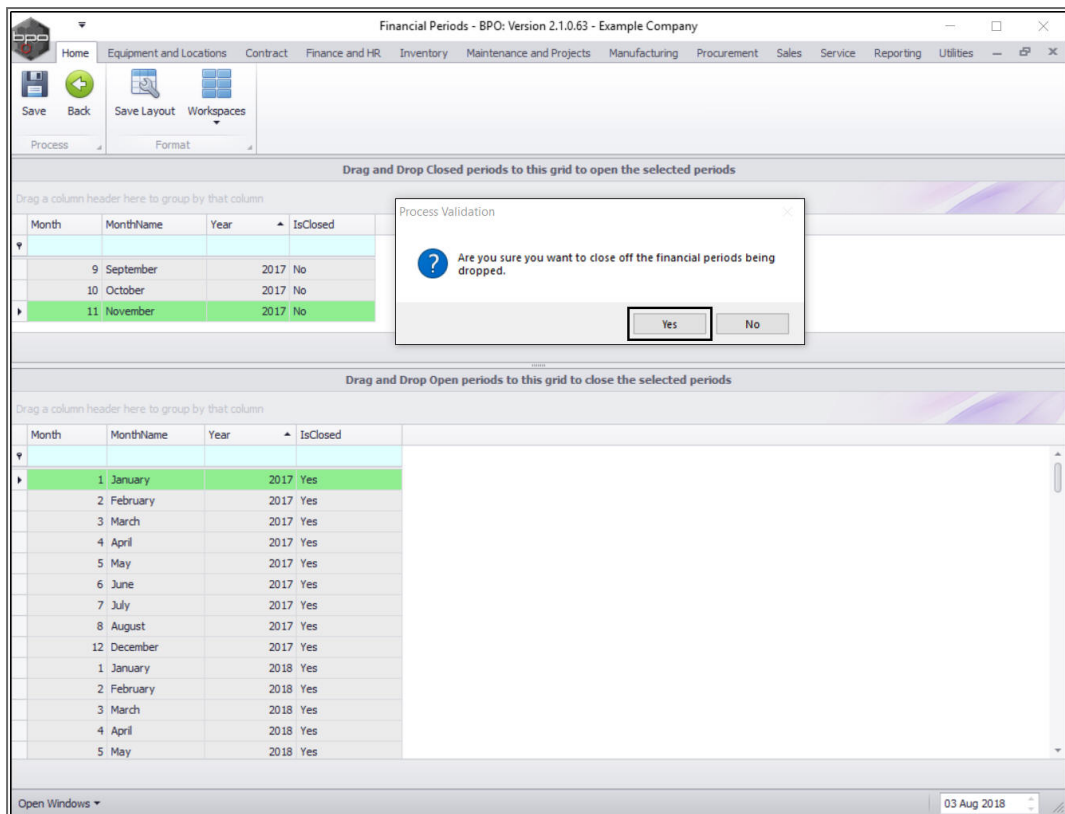 Financial Periods - BPO: Version 2.1.0.63 - Example Company
bpo
Home Equipment and Locations Contract Finance and HR Inventory Maintenance and Projects Manufacturing Procurement Sales Service Reporting Utilities
Save Back Save Layout Workspaces
Process Format
Drag and Drop Closed periods to this grid to open the selected periods
Drag a column header here to group by that column
Month MonthName Year IsClosed
9 September 2017 No
10 October 2017 No
11 November 2017 No
Process Validation
Are you sure you want to close off the financial periods being
dropped.
Yes No
Drag and Drop Open periods to this grid to close the selected periods
Drag a column header here to group by that column
Month MonthName Year IsClosed
1 January 2017 Yes
2 February 2017 Yes
3 March 2017 Yes
4 April 2017 Yes
5 May 2017 Yes
6 June 2017 Yes
7 July 2017 Yes
8 August 2017 Yes
12 December 2017 Yes
1 January 2018 Yes
2 February 2018 Yes
3 March 2018 Yes
4 April 2018 Yes
5 May 2018 Yes
Open Windows 03 Aug 2018